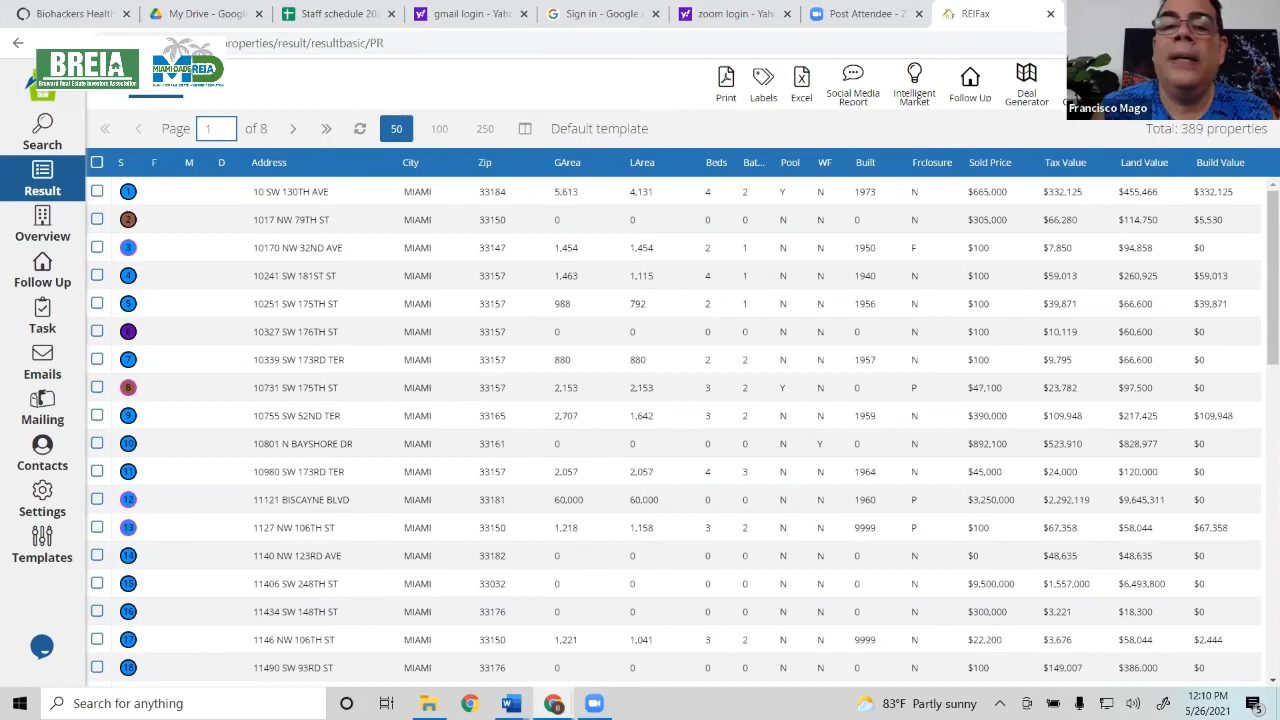 Biohackers Health
My Drive - Google
Staff schedule 202
gmail login - Yahoo
Sign in - Google
zoom login - Yahoo
Post Attendee - Z
REIFax
properties/result/resultbasic/PR
BREIA
Broward Real Estate Investors Association
MIAMI-DADE REIA
Francisco Mago
Print
Labels
Excel
Social Media Report
Intelligent Market
Follow Up
Deal Generator
Page 1 of 8 50 100 250 Default template Total: 389 properties
Search
Result
Overview
Follow Up
Task
Emails
Mailing
Contacts
Settings
Templates
S F M D Address City Zip GArea LArea Beds Bat... Pool WF Built Frclosure Sold Price Tax Value Land Value Build Value
1 10 SW 130TH AVE MIAMI 33184 5,613 4,131 4 2 Y N 1973 N $665,000 $332,125 $455,466 $332,125
2 1017 NW 79TH ST MIAMI 33150 0 0 0 0 N N 0 N $305,000 $66,280 $114,750 $5,530
3 10170 NW 32ND AVE MIAMI 33147 1,454 1,454 2 1 N N 1950 F $100 $7,850 $94,858 $0
4 10241 SW 181ST ST MIAMI 33157 1,463 1,115 4 1 N N 1940 N $100 $59,013 $260,925 $59,013
5 10251 SW 175TH ST MIAMI 33157 988 792 2 1 N N 1956 N $100 $39,871 $66,600 $39,871
6 10327 SW 176TH ST MIAMI 33157 0 0 0 0 N N 0 N $100 $10,119 $60,600 $0
7 10339 SW 173RD TER MIAMI 33157 880 880 2 2 N N 1957 N $100 $9,795 $66,600 $0
8 10731 SW 175TH ST MIAMI 33157 2,153 2,153 3 2 Y N 0 P $47,100 $23,782 $97,500 $0
9 10755 SW 52ND TER MIAMI 33165 2,707 1,642 3 2 N N 1959 N $390,000 $109,948 $217,425 $109,948
10 10801 N BAYSHORE DR MIAMI 33161 0 0 0 0 N Y 0 N $892,100 $523,910 $828,977 $0
11 10980 SW 173RD TER MIAMI 33157 2,057 2,057 4 3 N N 1964 N $45,000 $24,000 $120,000 $0
12 11121 BISCAYNE BLVD MIAMI 33181 60,000 60,000 0 0 N N 1960 P $3,250,000 $2,292,119 $9,645,311 $0
13 1127 NW 106TH ST MIAMI 33150 1,218 1,158 3 2 N N 9999 P $100 $67,358 $58,044 $67,358
14 1140 NW 123RD AVE MIAMI 33182 0 0 0 0 N N 0 N $0 $48,635 $48,635 $0
15 11406 SW 248TH ST MIAMI 33032 0 0 0 0 N N 0 N $9,500,000 $1,557,000 $6,493,800 $0
16 11434 SW 148TH ST MIAMI 33176 0 0 0 0 N N 0 N $300,000 $3,221 $18,300 $0
17 1146 NW 106TH ST MIAMI 33150 1,221 1,041 3 2 N N 9999 N $22,200 $3,676 $58,044 $2,444
18 11490 SW 93RD ST MIAMI 33176 0 0 0 0 N N 0 N $100 $149,007 $386,000 $0
Search for anything
83°F Partly sunny
12:10 PM
5/26/2021
5